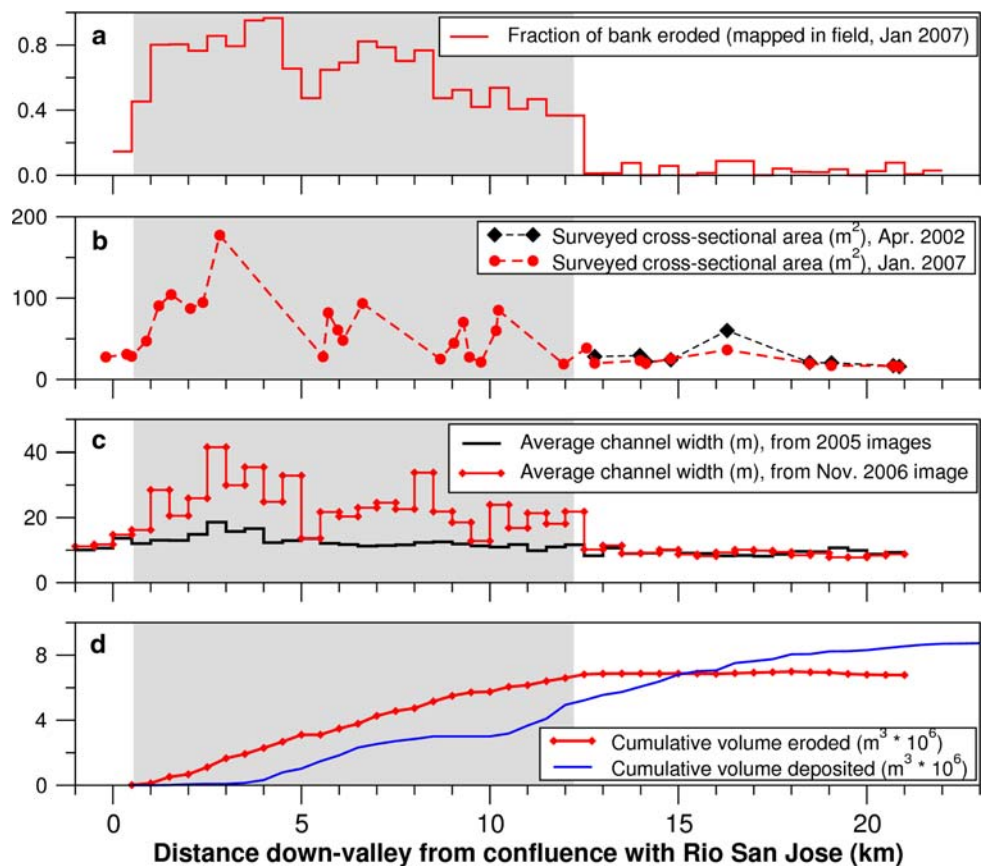 a
Fraction of bank eroded (mapped in field, Jan 2007)
0.8
0.4
0.0
b
Surveyed cross-sectional area (m²), Apr. 2002
Surveyed cross-sectional area (m²), Jan. 2007
200
100
0
c
Average channel width (m), from 2005 images
Average channel width (m), from Nov. 2006 image
40
20
0
d
8
4
0
Cumulative volume eroded (m³ * 10⁶)
Cumulative volume deposited (m³ * 10⁶)
0 5 10 15 20
Distance down-valley from confluence with Rio San Jose (km)